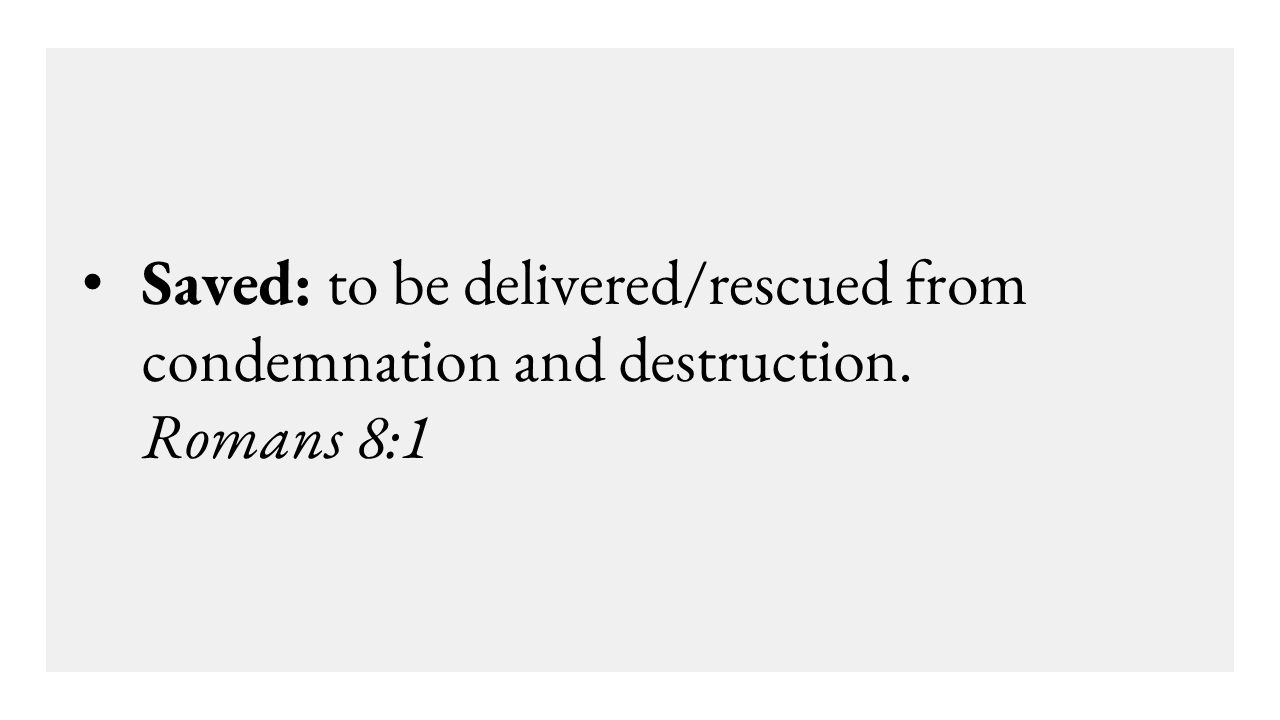 • Saved: to be delivered/rescued from
condemnation and destruction.
Romans 8:1